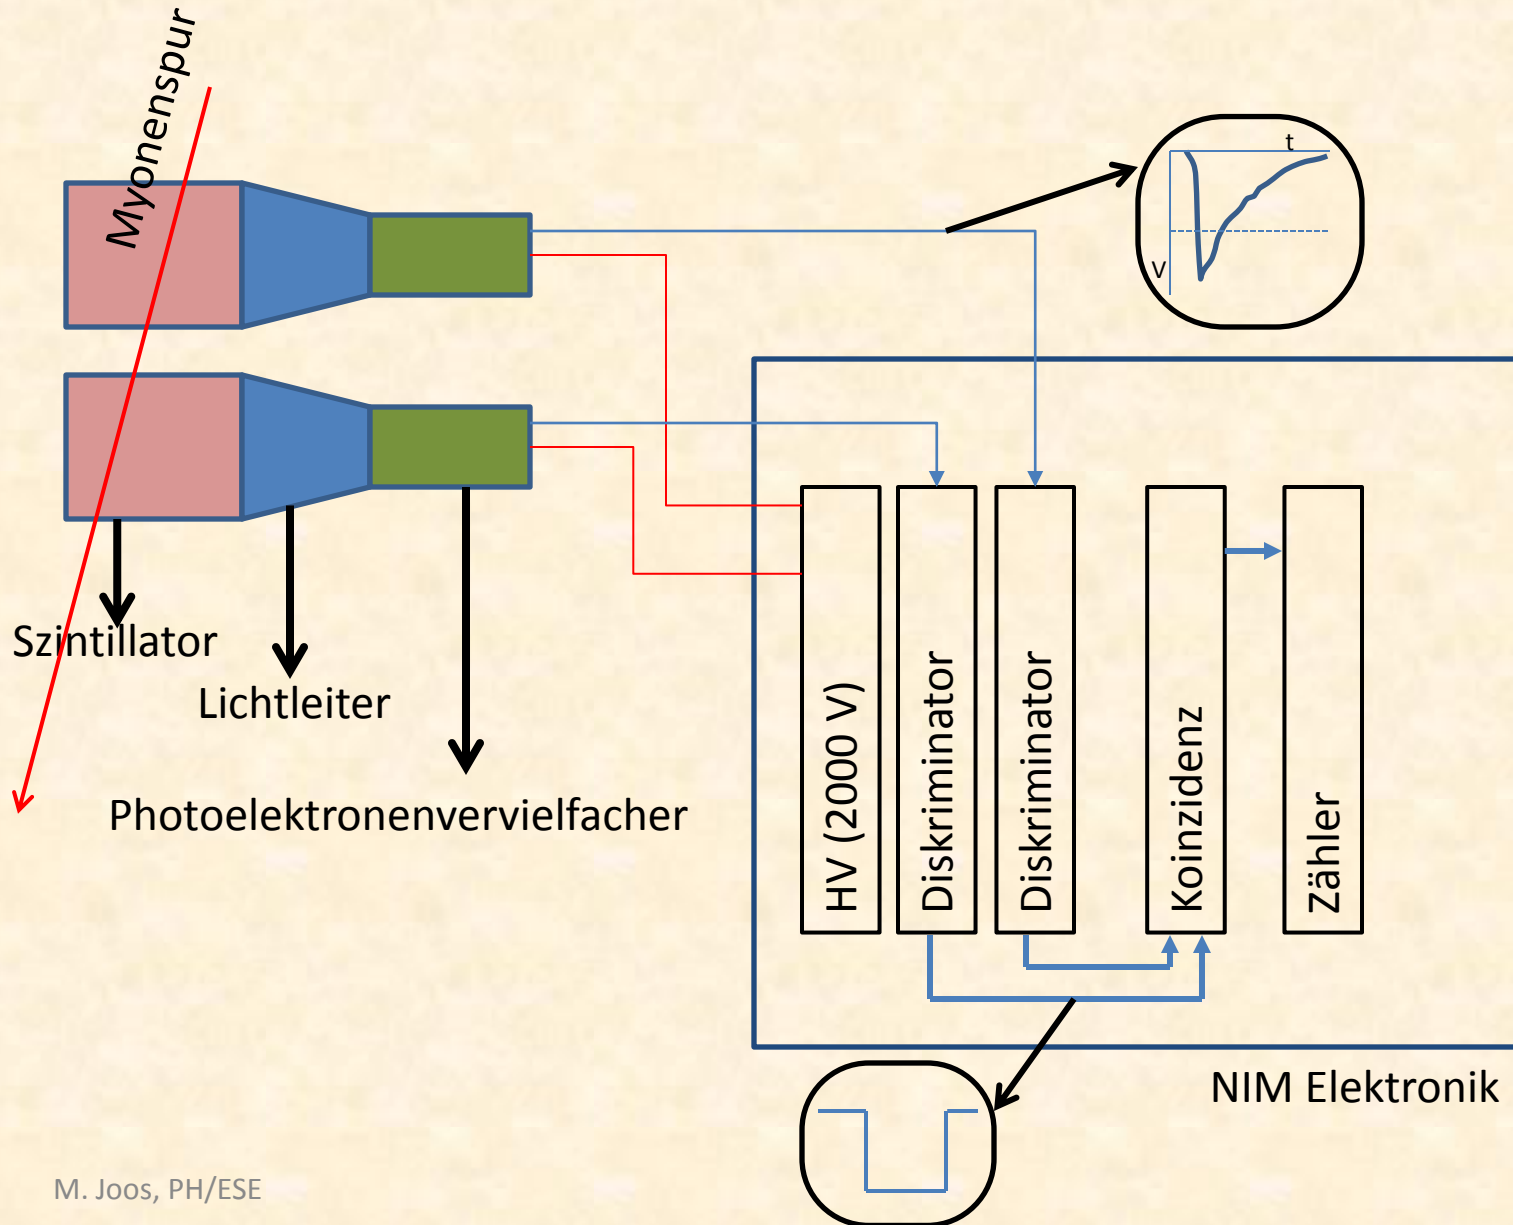 Myonenspur
t
V
Szintillator
Lichtleiter
Photoelektronenvervielfacher
HV (2000 V)
Diskriminator
Diskriminator
Koinzidenz
Zähler
NIM Elektronik
M. Joos, PH/ESE